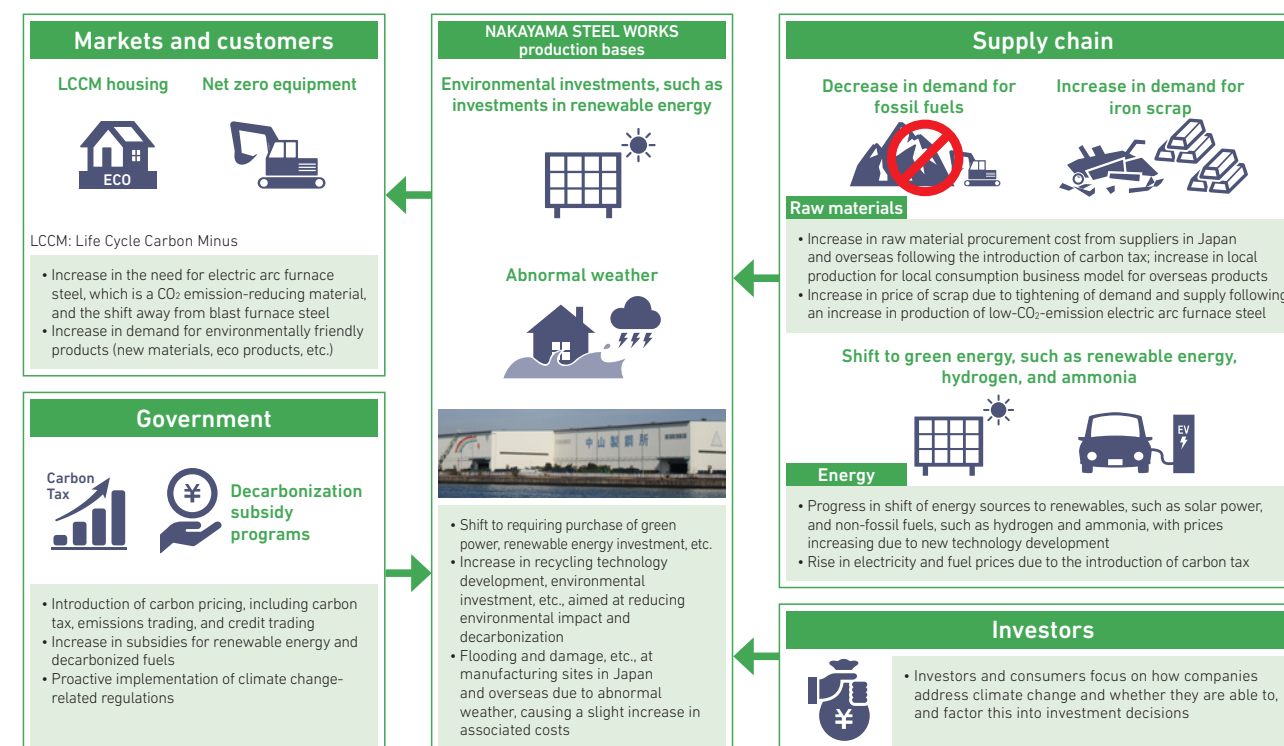 Markets and customers
LCCM housing
Net zero equipment
ECO
LCCM: Life Cycle Carbon Minus
• Increase in the need for electric arc furnace
steel, which is a CO₂ emission-reducing material,
and the shift away from blast furnace steel
• Increase in demand for environmentally friendly
products (new materials, eco products, etc.)
Government
Carbon
Tax
¥
Decarbonization
subsidy
programs
• Introduction of carbon pricing, including carbon
tax, emissions trading, and credit trading
• Increase in subsidies for renewable energy and
decarbonized fuels
• Proactive implementation of climate change-
related regulations
NAKAYAMA STEEL WORKS
production bases
Environmental investments, such as
investments in renewable energy
Abnormal weather
中山製鋼所
• Shift to requiring purchase of green
power, renewable energy investment, etc.
• Increase in recycling technology
development, environmental
investment, etc., aimed at reducing
environmental impact and
decarbonization
• Flooding and damage, etc., at
manufacturing sites in Japan
and overseas due to abnormal
weather, causing a slight increase in
associated costs
Supply chain
Decrease in demand for
fossil fuels
Increase in demand for
iron scrap
Raw materials
• Increase in raw material procurement cost from suppliers in Japan
and overseas following the introduction of carbon tax; increase in local
production for local consumption business model for overseas products
• Increase in price of scrap due to tightening of demand and supply following
an increase in production of low-CO₂-emission electric arc furnace steel
Shift to green energy, such as renewable energy,
hydrogen, and ammonia
EV
Energy
• Progress in shift of energy sources to renewables, such as solar power,
and non-fossil fuels, such as hydrogen and ammonia, with prices
increasing due to new technology development
• Rise in electricity and fuel prices due to the introduction of carbon tax
Investors
¥
• Investors and consumers focus on how companies
address climate change and whether they are able to,
and factor this into investment decisions